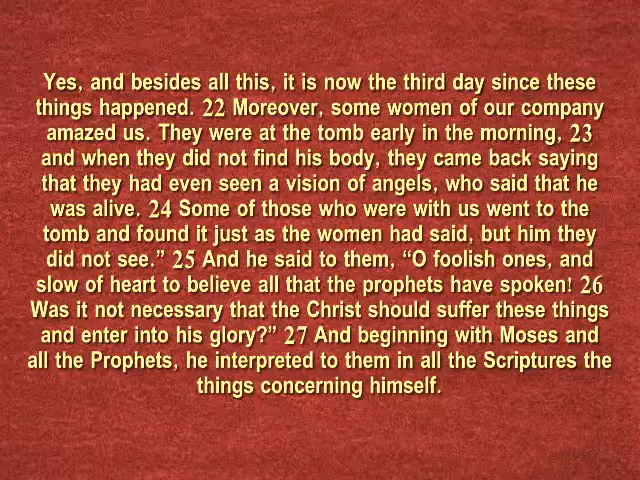 Yes, and besides all this, it is now the third day since these
things happened. 22 Moreover, some women of our company
amazed us. They were at the tomb early in the morning, 23
and when they did not find his body, they came back saying
that they had even seen a vision of angels, who said that he
was alive. 24 Some of those who were with us went to the
tomb and found it just as the women had said, but him they
did not see.” 25 And he said to them, “O foolish ones, and
slow of heart to believe all that the prophets have spoken! 26
Was it not necessary that the Christ should suffer these things
and enter into his glory?” 27 And beginning with Moses and
all the Prophets, he interpreted to them in all the Scriptures the
things concerning himself.